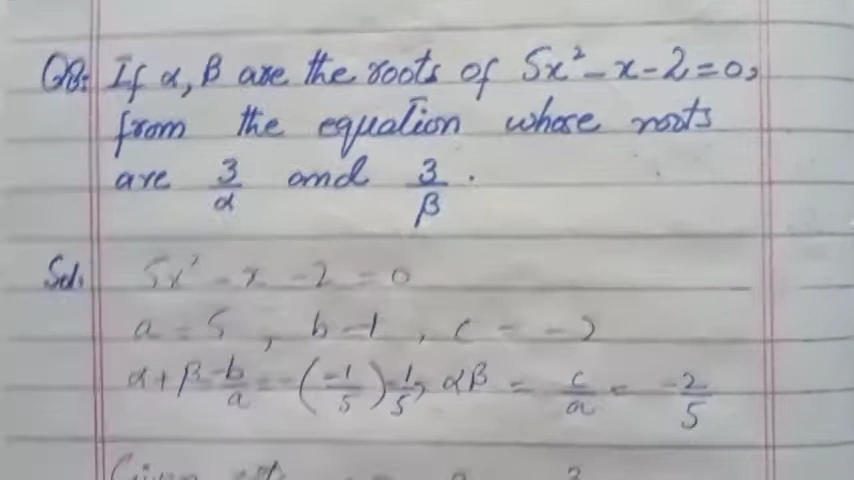 Q8: If α, β are the roots of 5x² - x - 2 = 0,
from the equation whose roots
are 3/α and 3/β.
Sol. 5x² - x - 2 = 0
a = 5, b = -1, c = -2
α + β = -b/a = -(-1/5) = 1/5, αβ = c/a = -2/5
Given